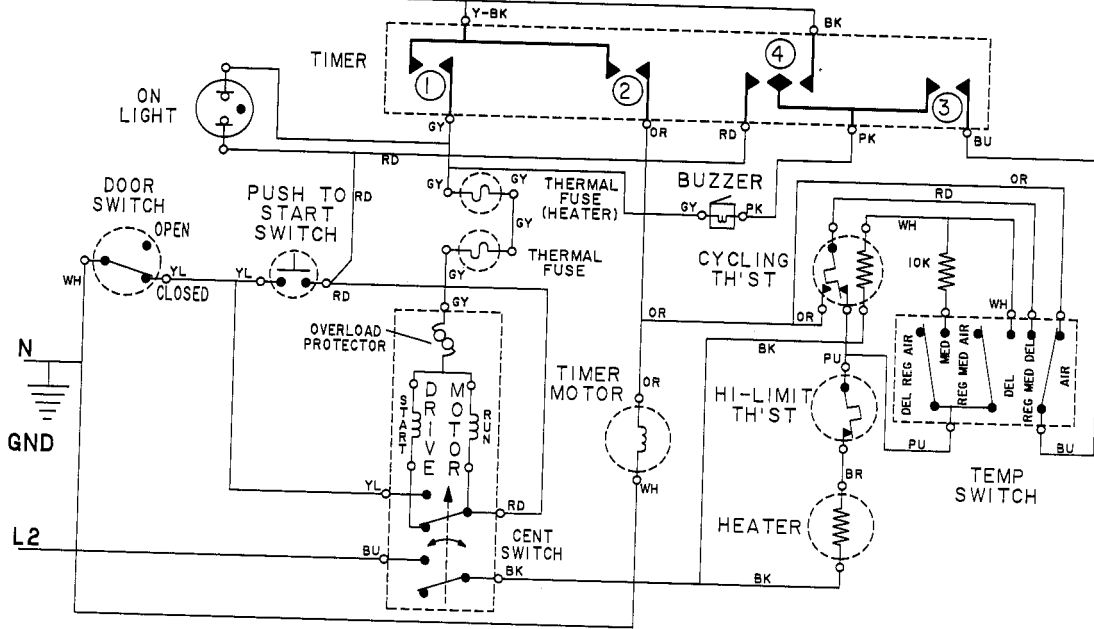 Y-BK
BK
TIMER
1
2
4
3
GY
OR
RD
PK
BU
ON
LIGHT
RD
DOOR
SWITCH
OPEN
WH
YL
CLOSED
PUSH TO
START
SWITCH
RD
YL
RD
GY
GY
THERMAL
FUSE
(HEATER)
GY
THERMAL
FUSE
GY
GY
BUZZER
GY
PK
OR
RD
WH
CYCLING
TH'ST
10K
WH
OR
OR
BK
PU
OVERLOAD
PROTECTOR
DRIVE
MOTOR
START
RUN
TIMER
MOTOR
OR
WH
HI-LIMIT
TH'ST
BR
HEATER
DEL REG AIR
MED
REG MED AIR
DEL
REG MED DEL
AIR
PU
BU
TEMP
SWITCH
N
GND
L2
YL
RD
BU
CENT
SWITCH
BK
BK